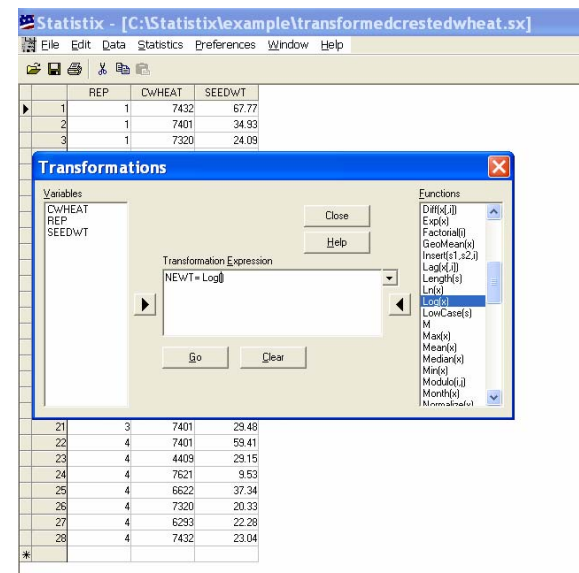 Statistix - [C:\Statistix\example\transformedcrestedwheat.sx]
File Edit Data Statistics Preferences Window Help
REP CWHEAT SEEDWT
1 1 7432 67.77
2 1 7401 34.93
3 1 7320 24.09
Transformations
Variables
CWHEAT
REP
SEEDWT
Close
Help
Transformation Expression
NEWT= Log()
Go Clear
Functions
Diff(x[,i])
Exp(x)
Factorial(i)
GeoMean(x)
Insert(s1,s2,i)
Lag(x[,i])
Length(s)
Ln(x)
Log(x)
LowCase(s)
M
Max(x)
Mean(x)
Median(x)
Min(x)
Modulo(i,j)
Month(x)
Normalize(x)
21 3 7401 29.48
22 4 7401 59.41
23 4 4409 29.15
24 4 7621 9.53
25 4 6622 37.34
26 4 7320 20.33
27 4 6293 22.28
28 4 7432 23.04
*